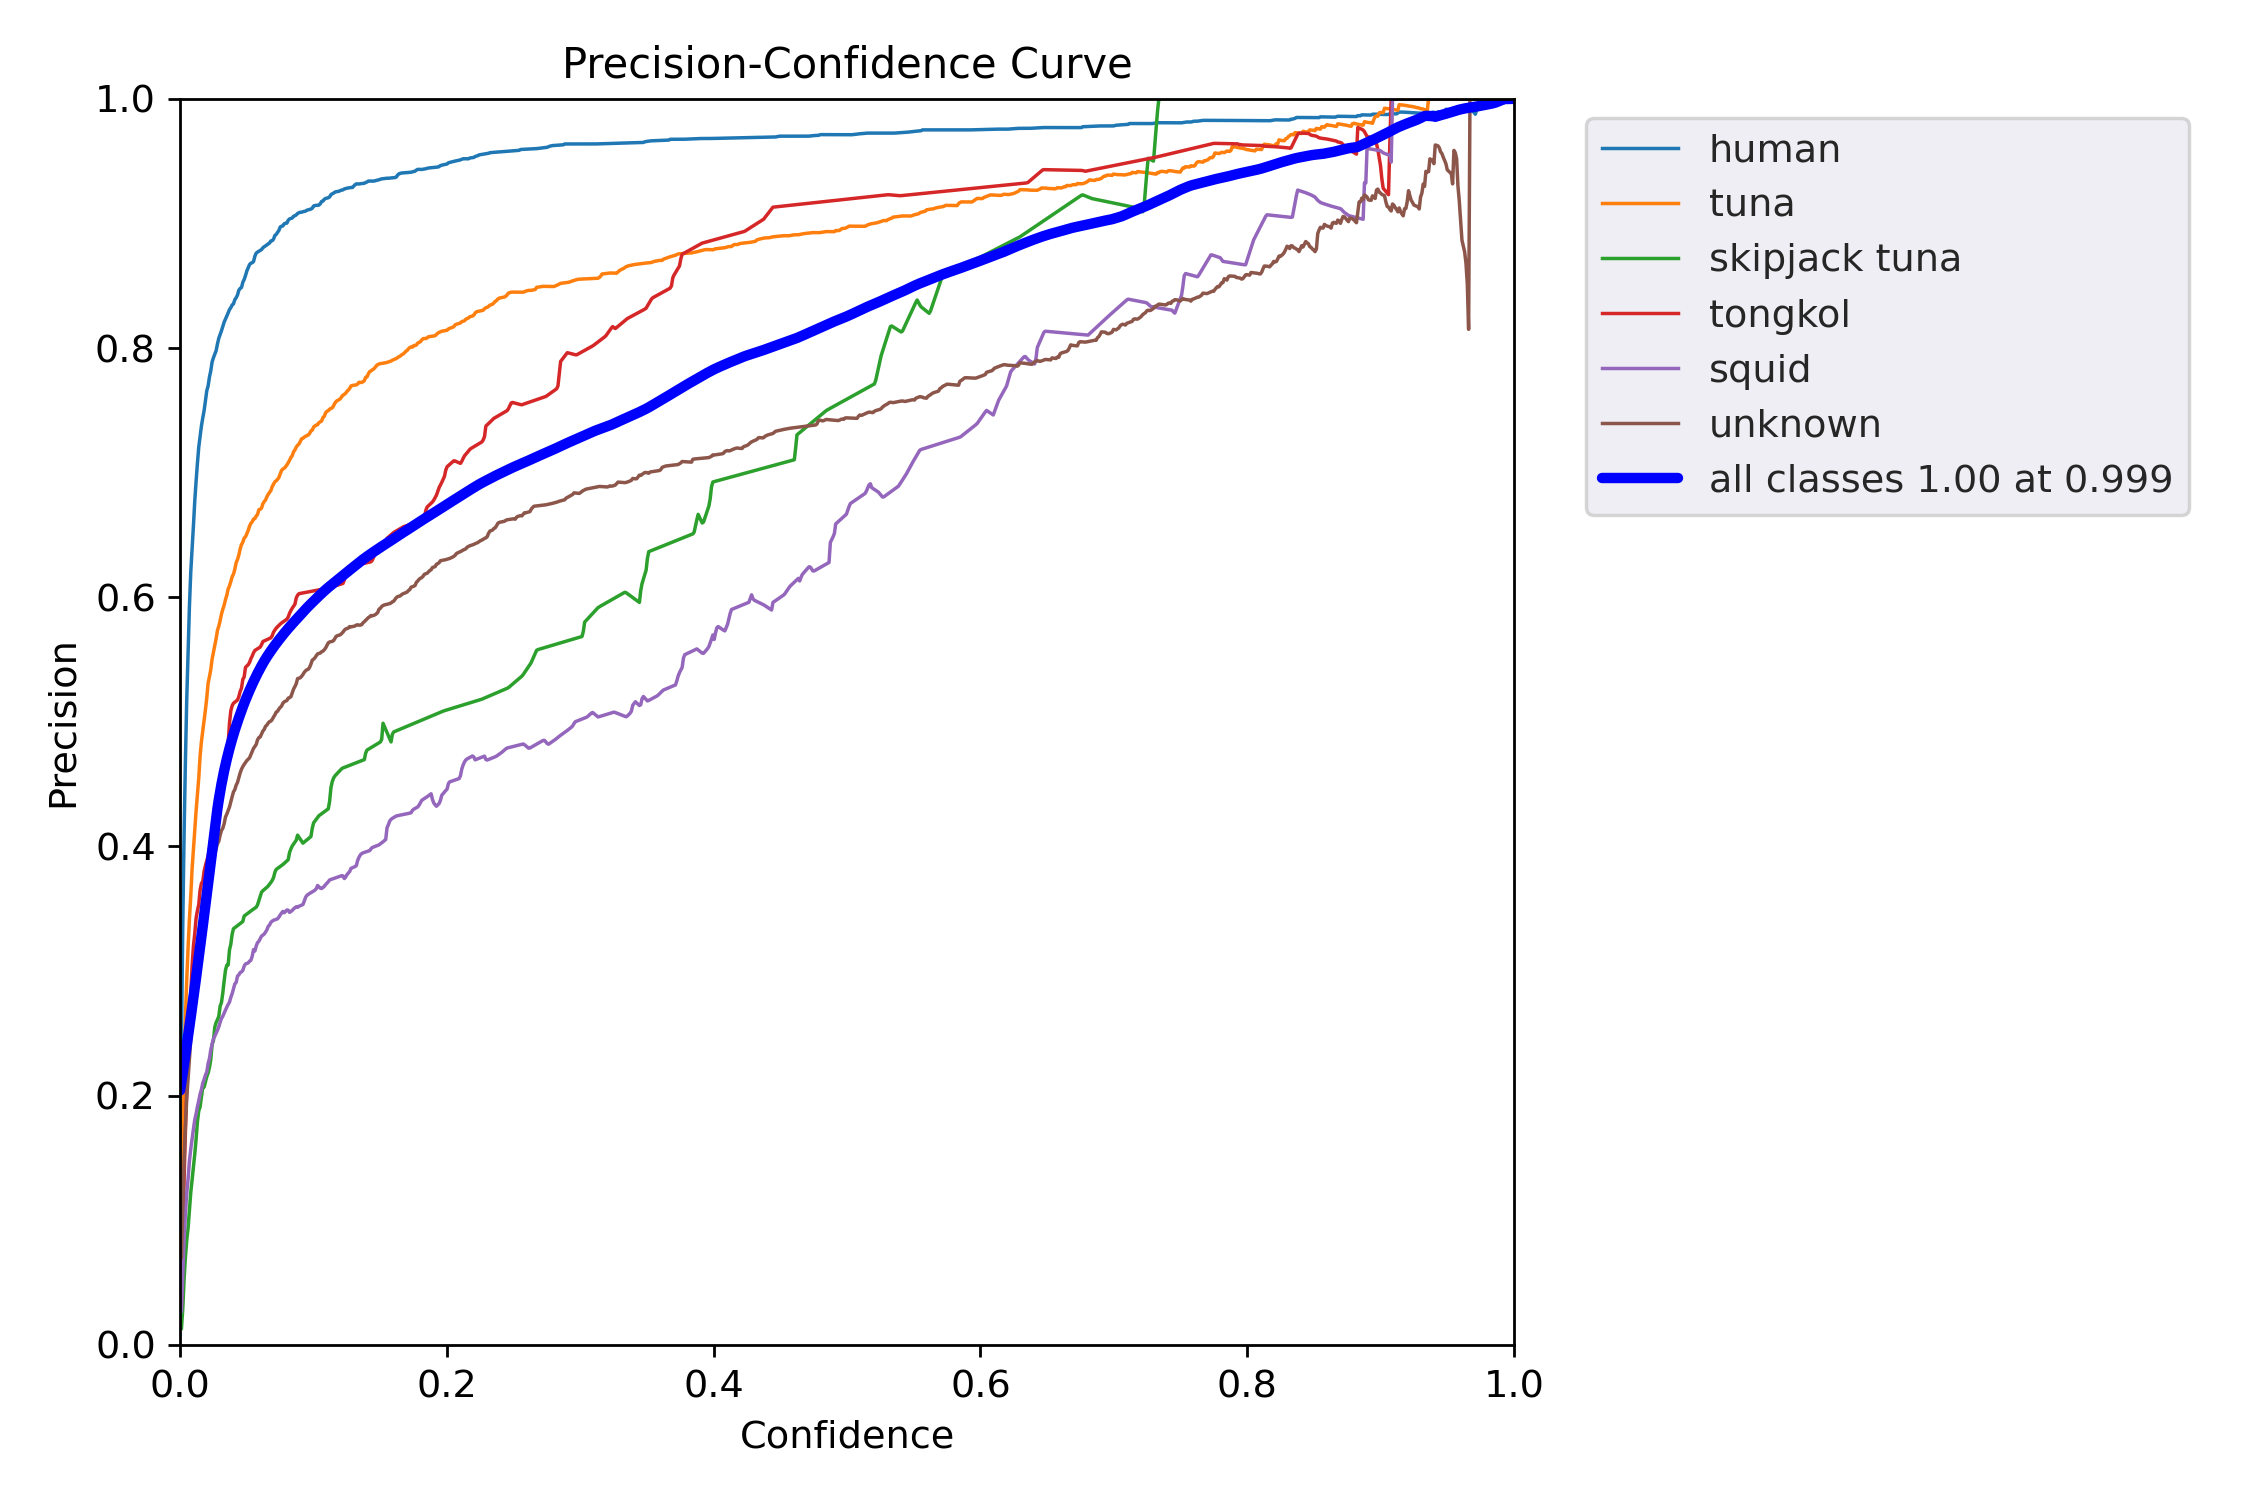 Precision-Confidence Curve
1.0
0.8
0.6
0.4
0.2
0.0
Precision
0.0 0.2 0.4 0.6 0.8 1.0
Confidence
human
tuna
skipjack tuna
tongkol
squid
unknown
all classes 1.00 at 0.999